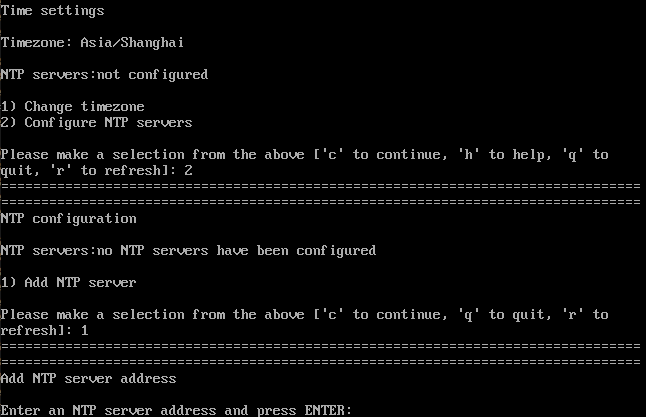 Time settings
Timezone: Asia/Shanghai
NTP servers:not configured
1) Change timezone
2) Configure NTP servers
Please make a selection from the above ['c' to continue, 'h' to help, 'q' to
quit, 'r' to refresh]: 2
================================================================================
================================================================================
NTP configuration
NTP servers:no NTP servers have been configured
1) Add NTP server
Please make a selection from the above ['c' to continue, 'q' to quit, 'r' to
refresh]: 1
================================================================================
================================================================================
Add NTP server address
Enter an NTP server address and press ENTER: